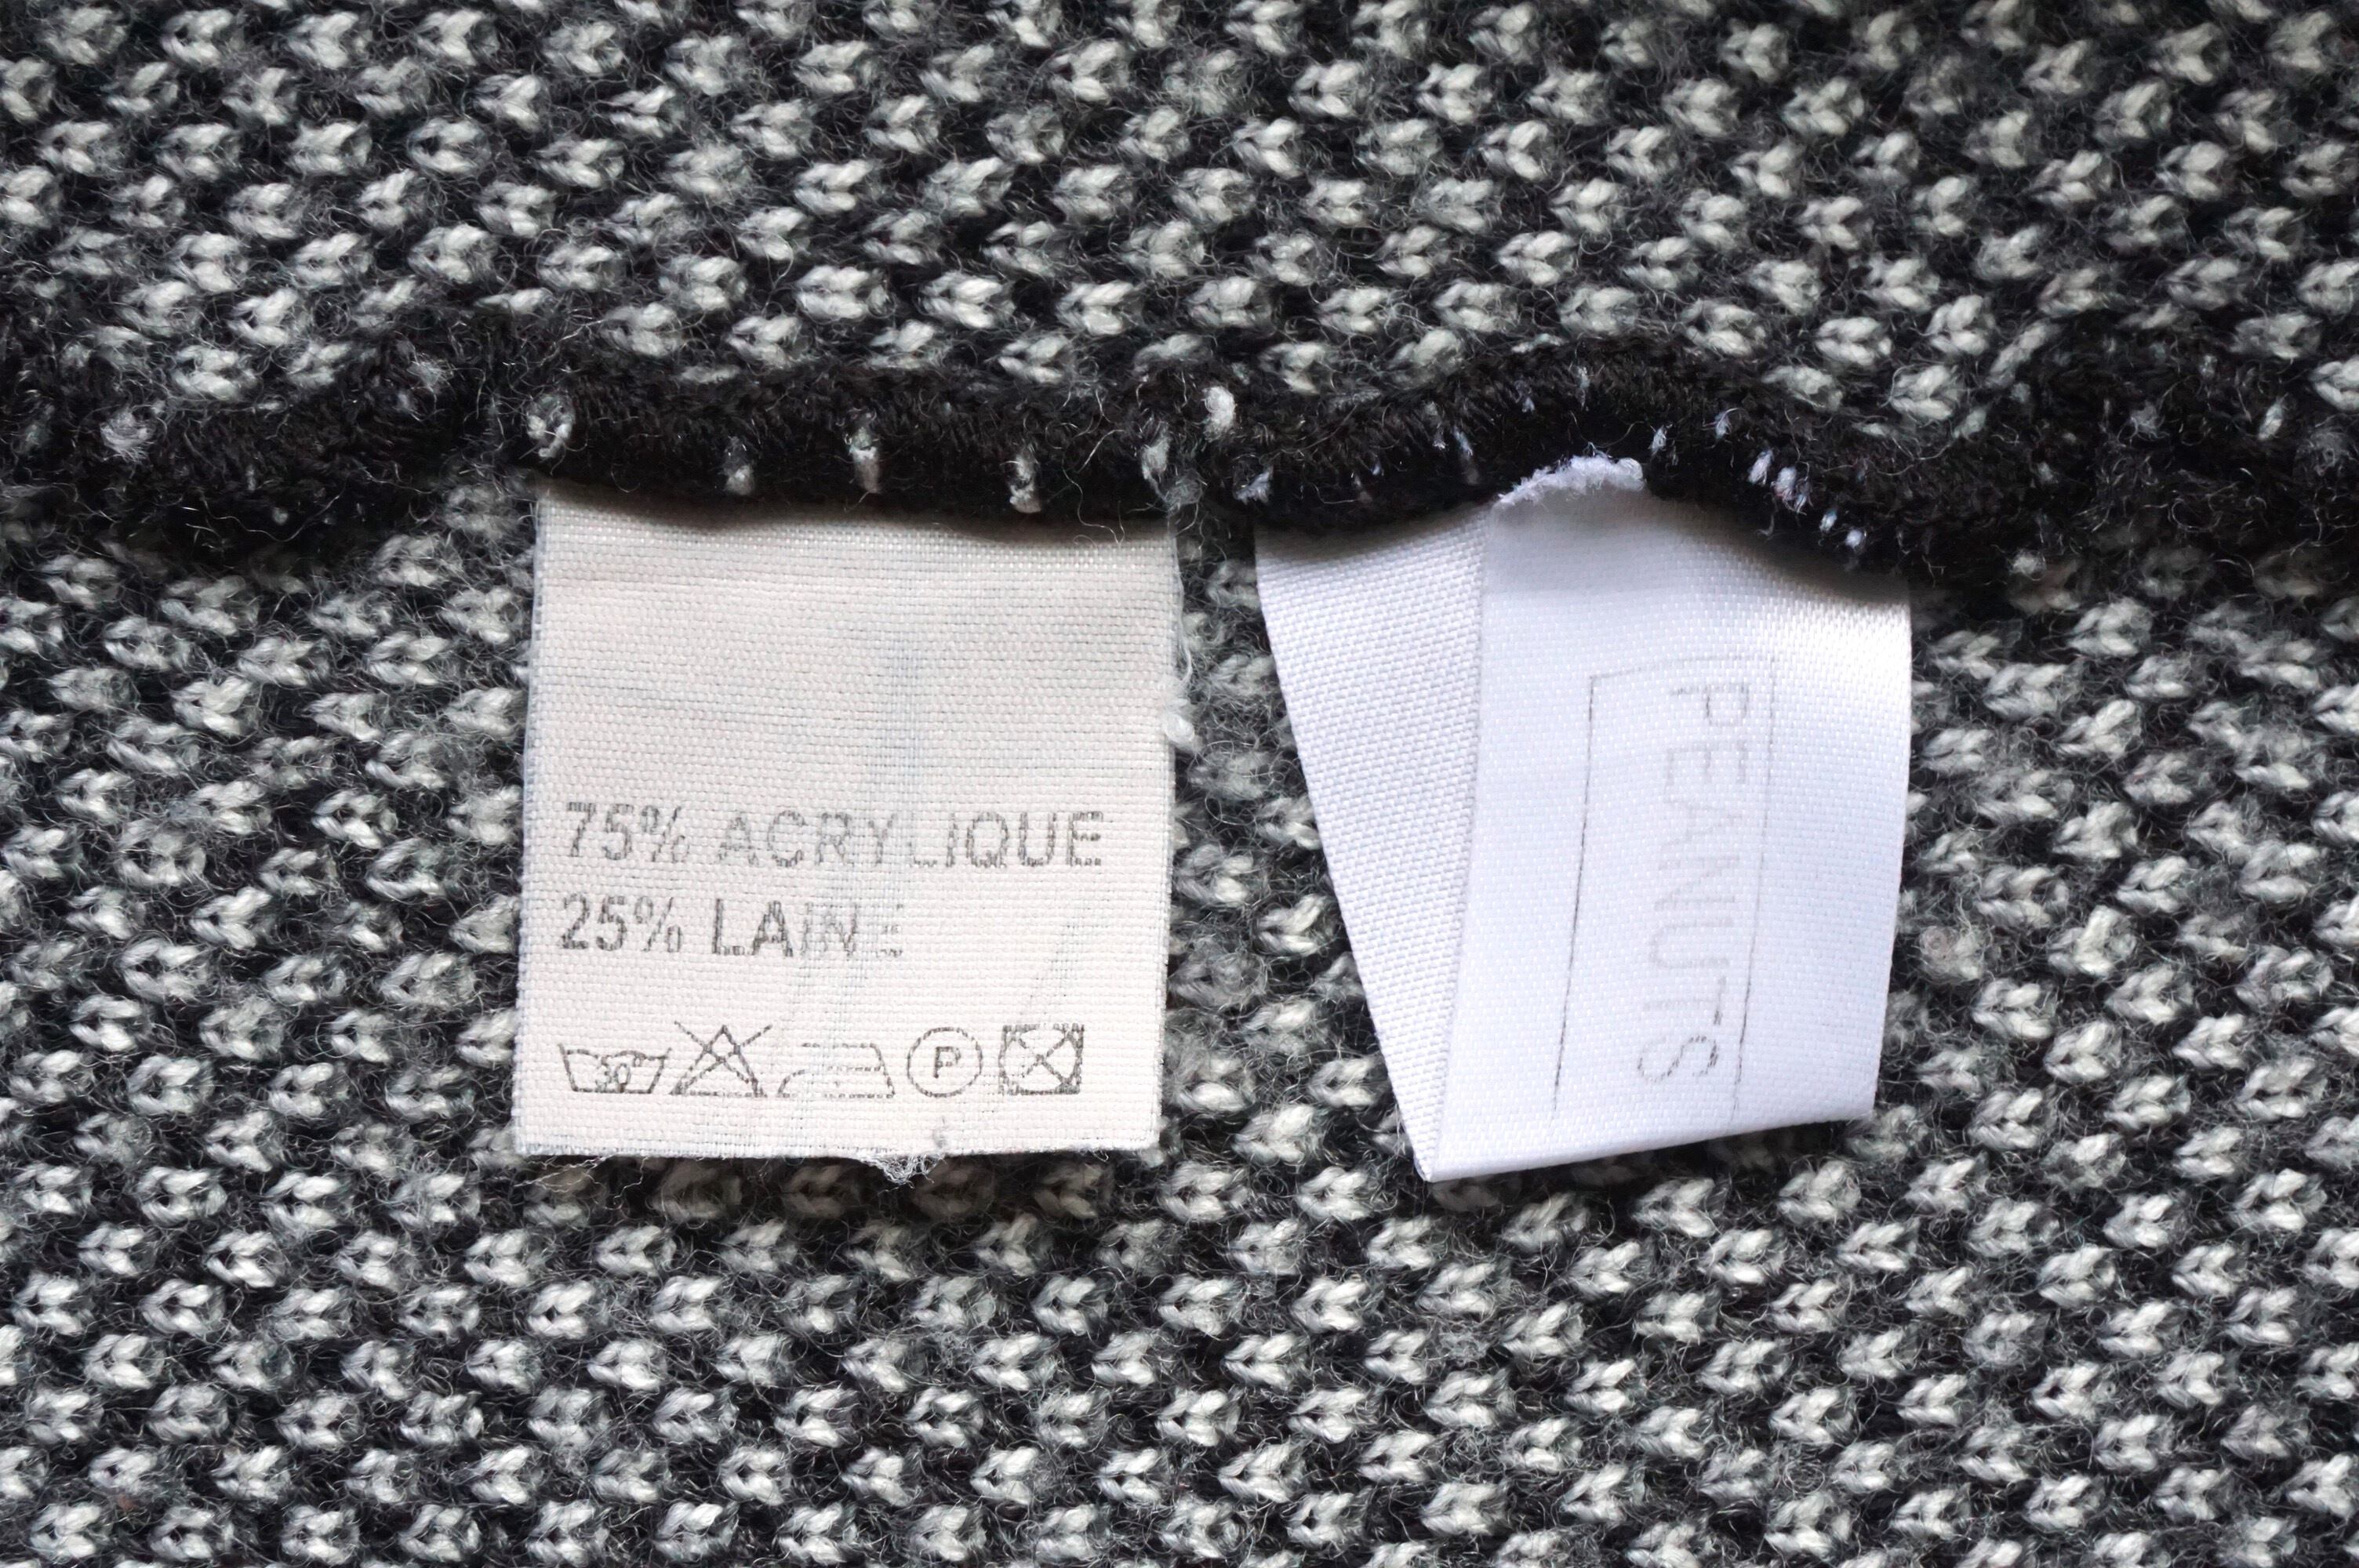 75% ACRYLIQUE
25% LAINE
30°
P
PEANUTS